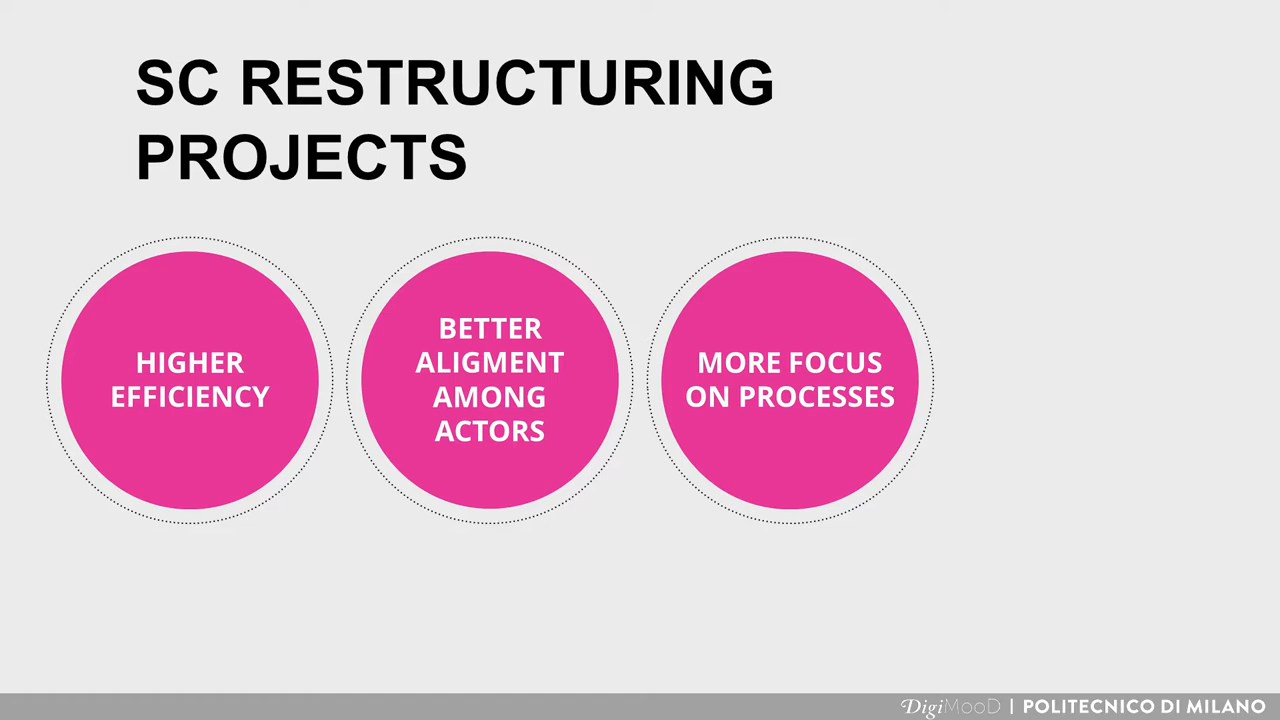 SC RESTRUCTURING
PROJECTS
HIGHER
EFFICIENCY
BETTER
ALIGMENT
AMONG
ACTORS
MORE FOCUS
ON PROCESSES
DigiMooD | POLITECNICO DI MILANO